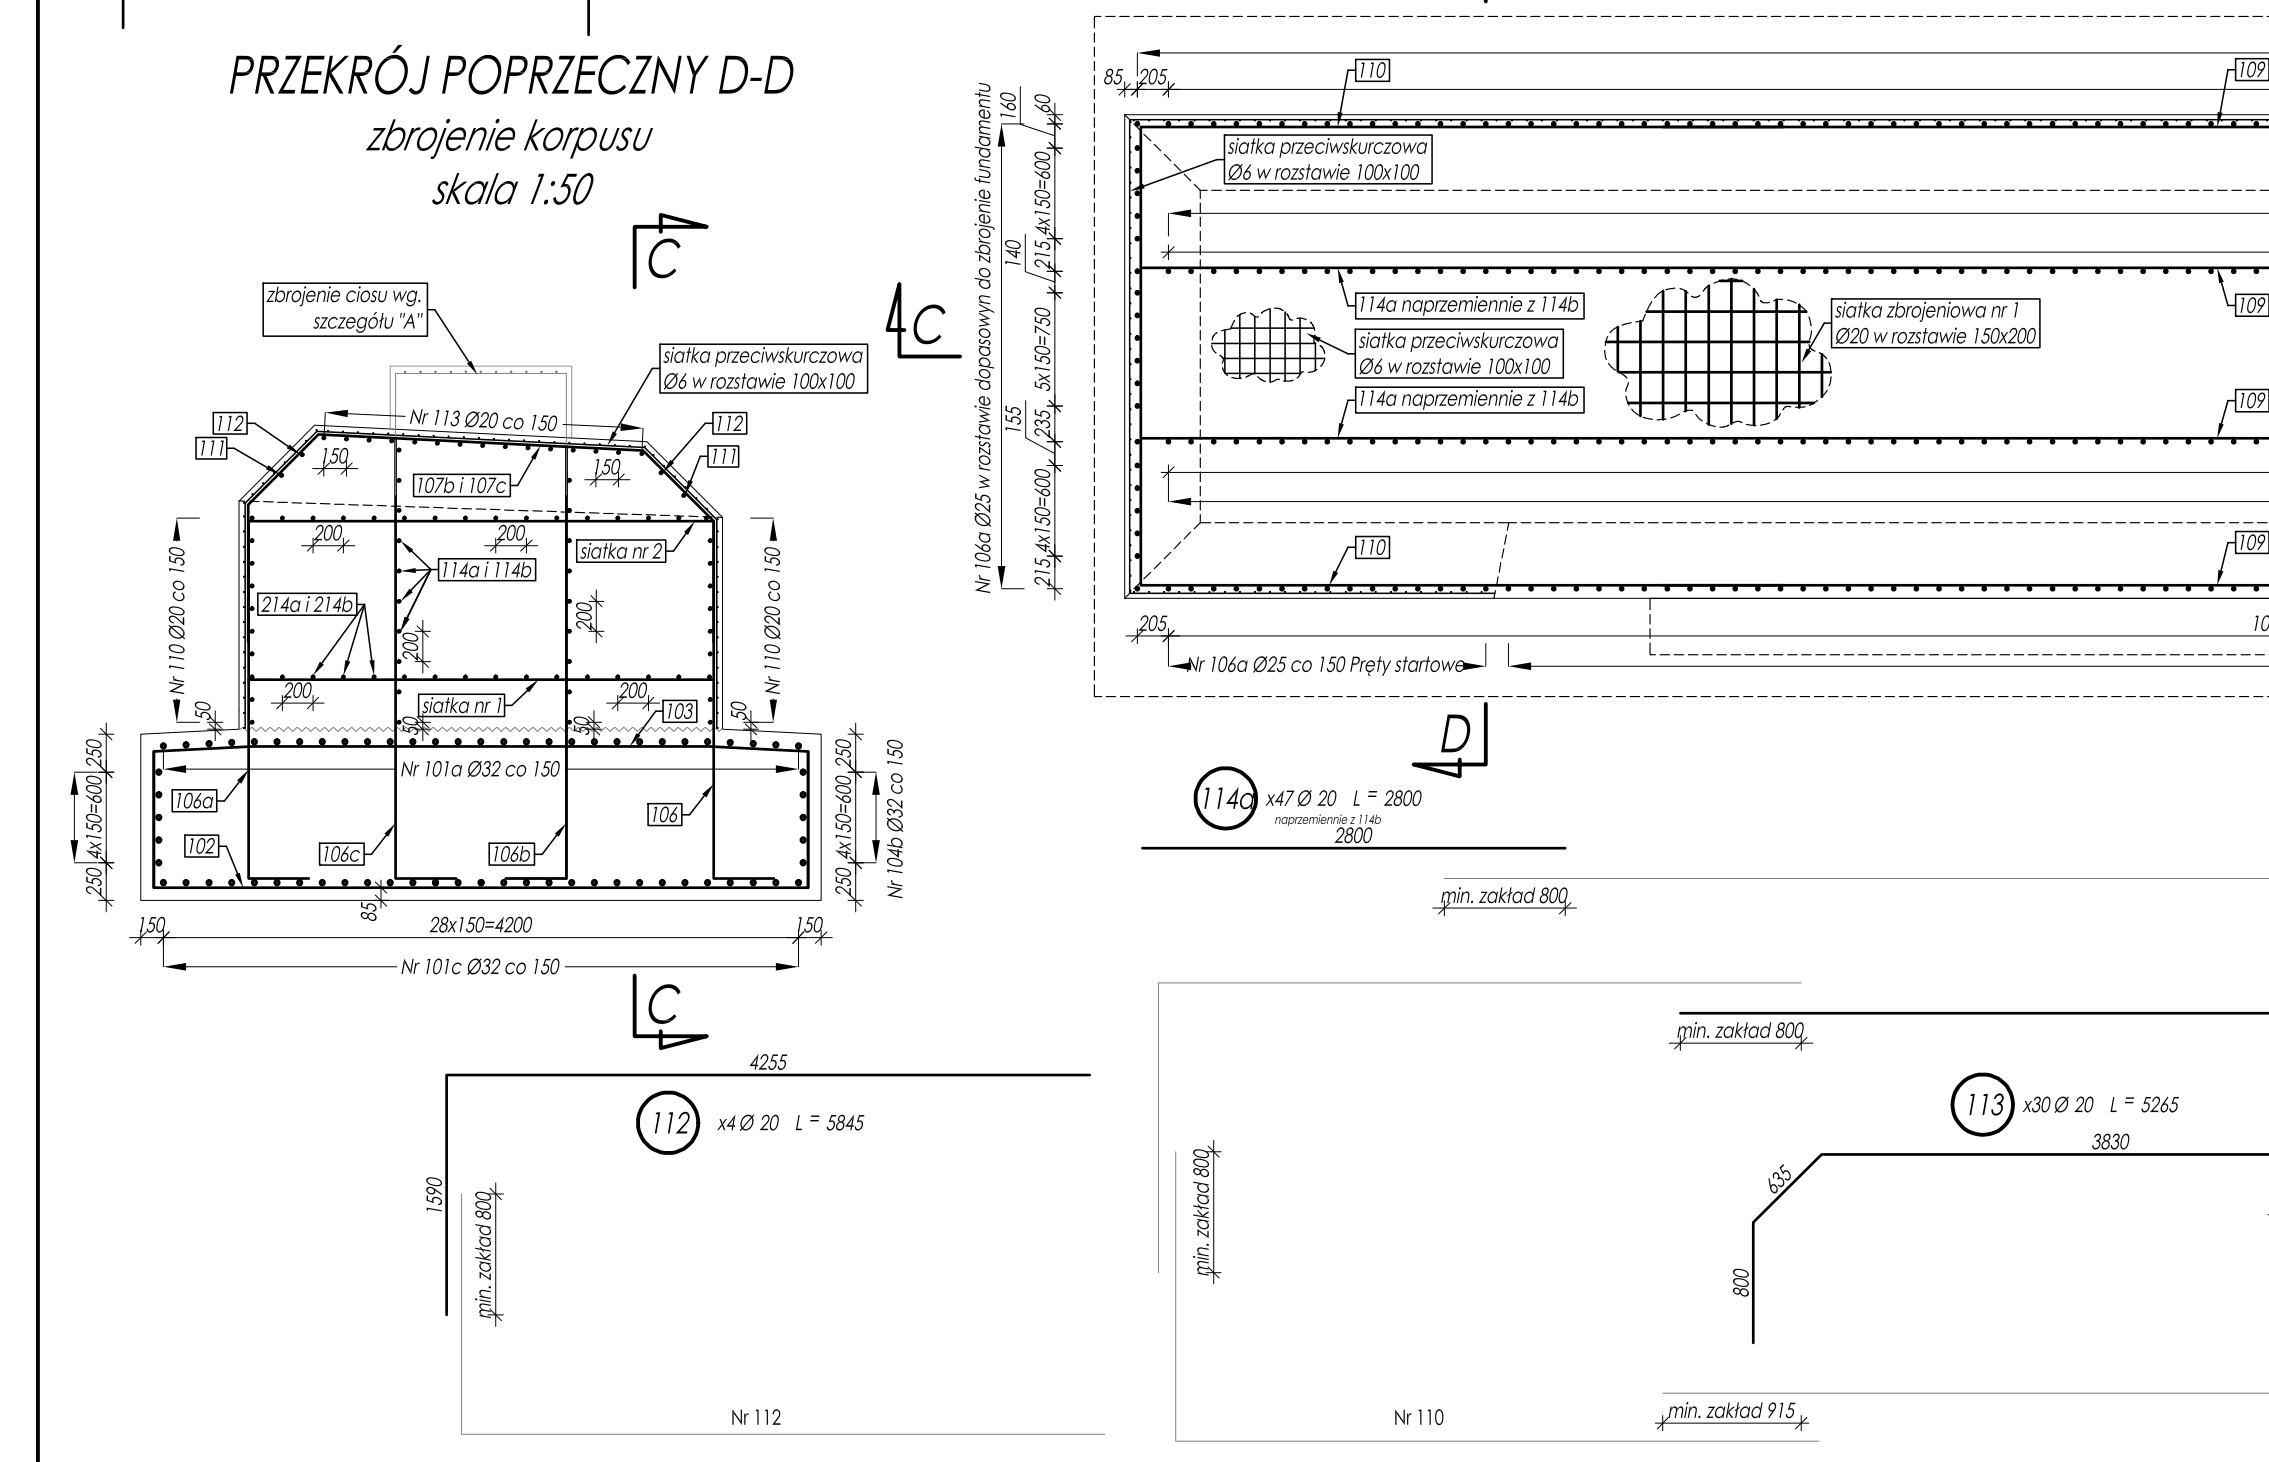 PRZEKRÓJ POPRZECZNY D-D
zbrojenie korpusu
skala 1:50
C
C
zbrojenie ciosu wg.
szczegółu "A"
siatka przeciwskurczowa
Ø6 w rozstawie 100x100
Nr 113 Ø20 co 150
112
111
112
111
150
150
107b i 107c
200
200
siatka nr 2
114a i 114b
214a i 214b
200
200
Nr 110 Ø20 co 150
Nr 110 Ø20 co 150
200
200
siatka nr 1
103
50
50
50
50
Nr 101a Ø32 co 150
250
4x150=600
250
250
4x150=600
250
Nr 104b Ø32 co 150
106a
106
102
106c
106b
85
150
28x150=4200
150
Nr 101c Ø32 co 150
C
85
205
110
109
siatka przeciwskurczowa
Ø6 w rozstawie 100x100
Nr 106a Ø25 w rozstawie dopasowyn do zbrojenie fundamentu
160
140
155
60
4x150=600
215
5x150=750
235
4x150=600
215
114a naprzemiennie z 114b
109
siatka przeciwskurczowa
Ø6 w rozstawie 100x100
siatka zbrojeniowa nr 1
Ø20 w rozstawie 150x200
114a naprzemiennie z 114b
109
110
109
205
10
Nr 106a Ø25 co 150 Pręty startowe
D
114a x47 Ø 20 L = 2800
naprzemiennie z 114b
2800
min. zakład 800
min. zakład 800
4255
112 x4 Ø 20 L = 5845
1590
min. zakład 800
Nr 112
min. zakład 800
Nr 110
113 x30 Ø 20 L = 5265
3830
635
800
min. zakład 915